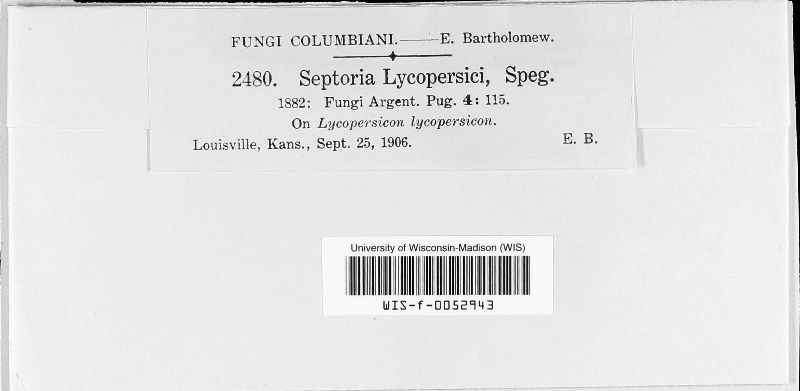 FUNGI COLUMBIANI.——E. Bartholomew.
2480. Septoria Lycopersici, Speg.
1882: Fungi Argent. Pug. 4: 115.
On Lycopersicon lycopersicon.
Louisville, Kans., Sept. 25, 1906. E. B.
University of Wisconsin-Madison (WIS)
WIS-f-0052943